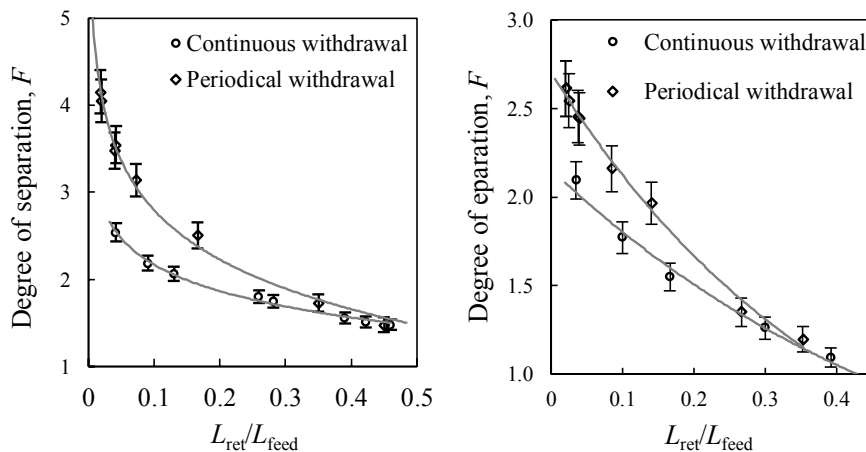 Degree of separation, F
5
4
3
2
1
Continuous withdrawal
Periodical withdrawal
0 0.1 0.2 0.3 0.4 0.5
Lret/Lfeed
Degree of eparation, F
3.0
2.5
2.0
1.5
1.0
Continuous withdrawal
Periodical withdrawal
0 0.1 0.2 0.3 0.4
Lret/Lfeed